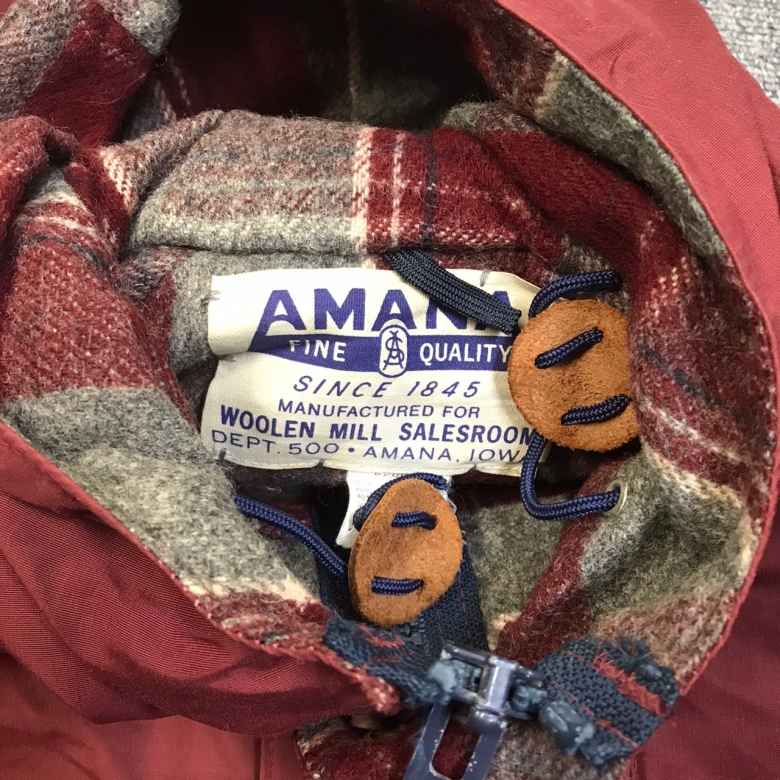 AMANA
FINE QUALITY
SINCE 1845
MANUFACTURED FOR
WOOLEN MILL SALESROOM
DEPT. 500 • AMANA, IOW